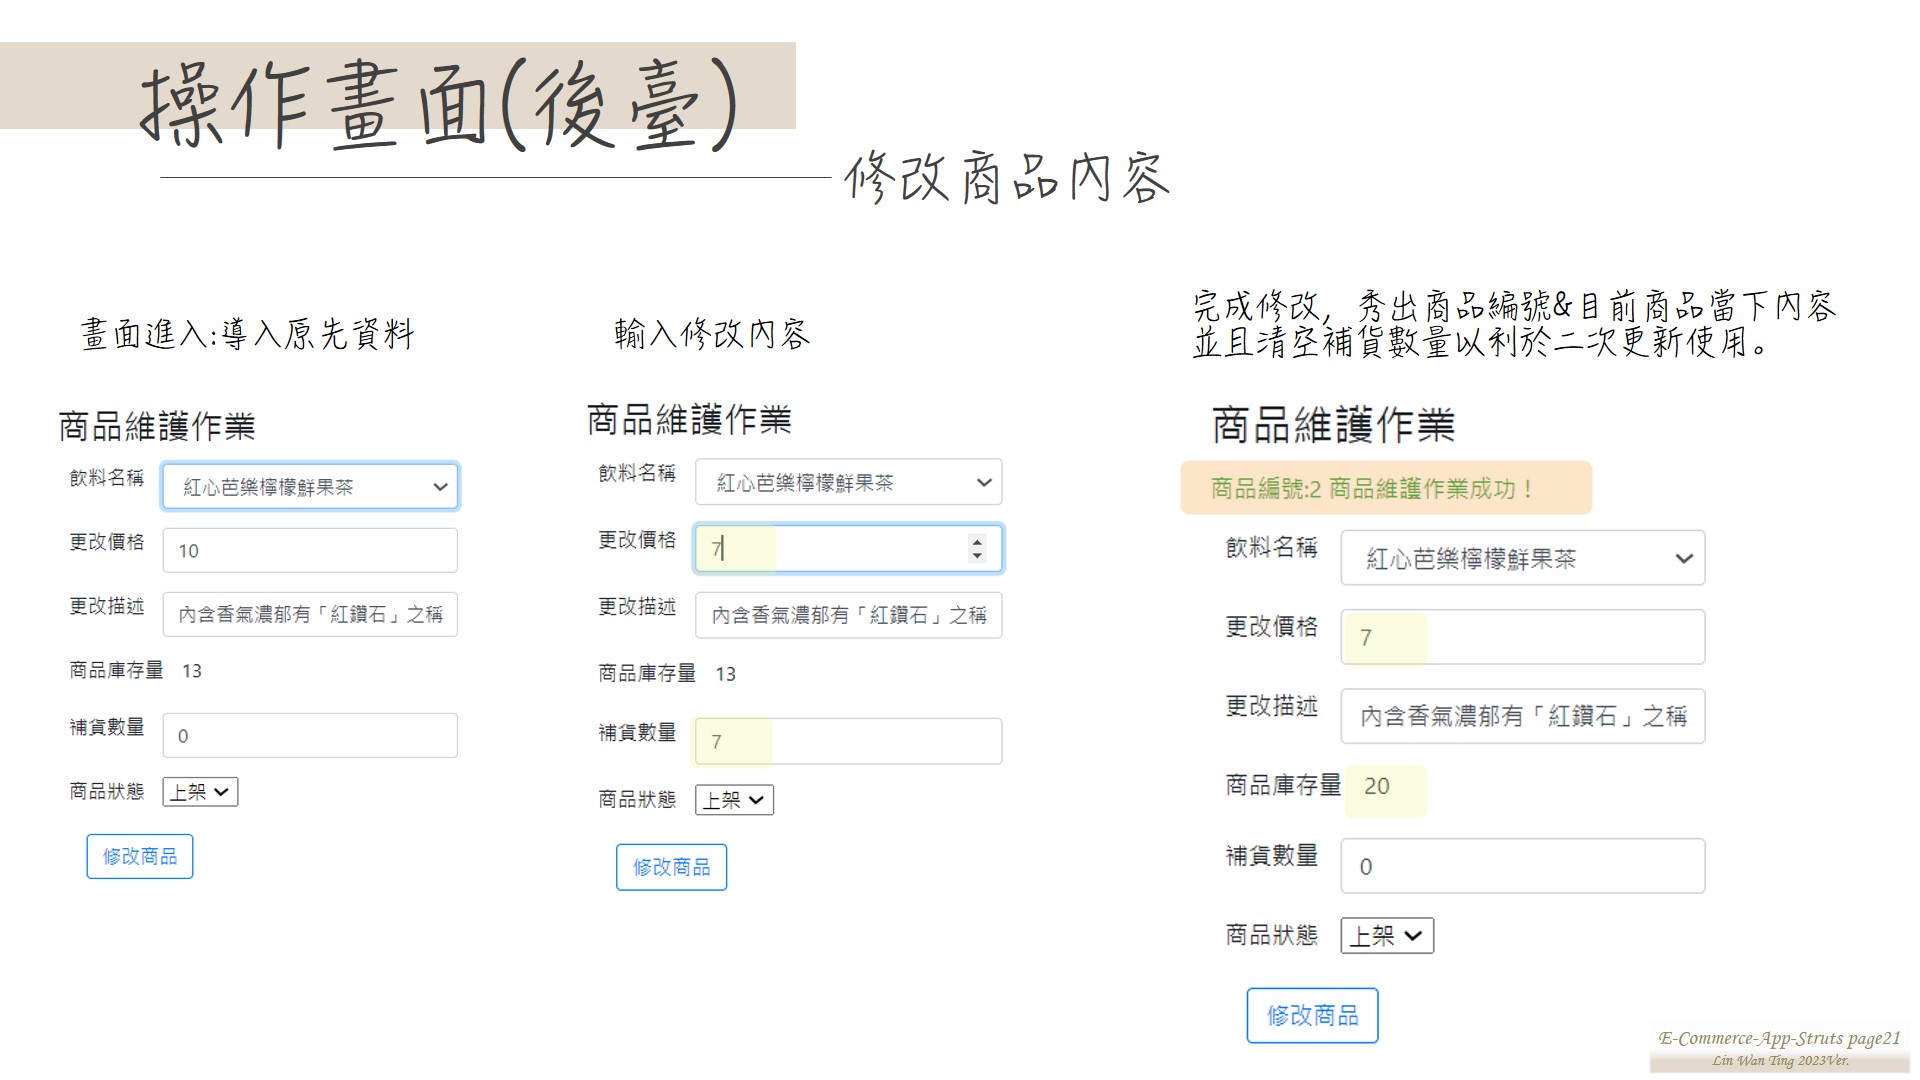 操作畫面(後臺)
修改商品內容
畫面進入:導入原先資料
商品維護作業
飲料名稱 紅心芭樂檸檬鮮果茶
更改價格 10
更改描述 內含香氣濃郁有「紅鑽石」之稱
商品庫存量 13
補貨數量 0
商品狀態 上架
修改商品
輸入修改內容
商品維護作業
飲料名稱 紅心芭樂檸檬鮮果茶
更改價格 7
更改描述 內含香氣濃郁有「紅鑽石」之稱
商品庫存量 13
補貨數量 7
商品狀態 上架
修改商品
完成修改, 秀出商品編號&目前商品當下內容
並且清空補貨數量以利於二次更新使用。
商品維護作業
商品編號:2 商品維護作業成功！
飲料名稱 紅心芭樂檸檬鮮果茶
更改價格 7
更改描述 內含香氣濃郁有「紅鑽石」之稱
商品庫存量 20
補貨數量 0
商品狀態 上架
修改商品
E-Commerce-App-Struts page21
Lin Wan Ting 2023Ver.